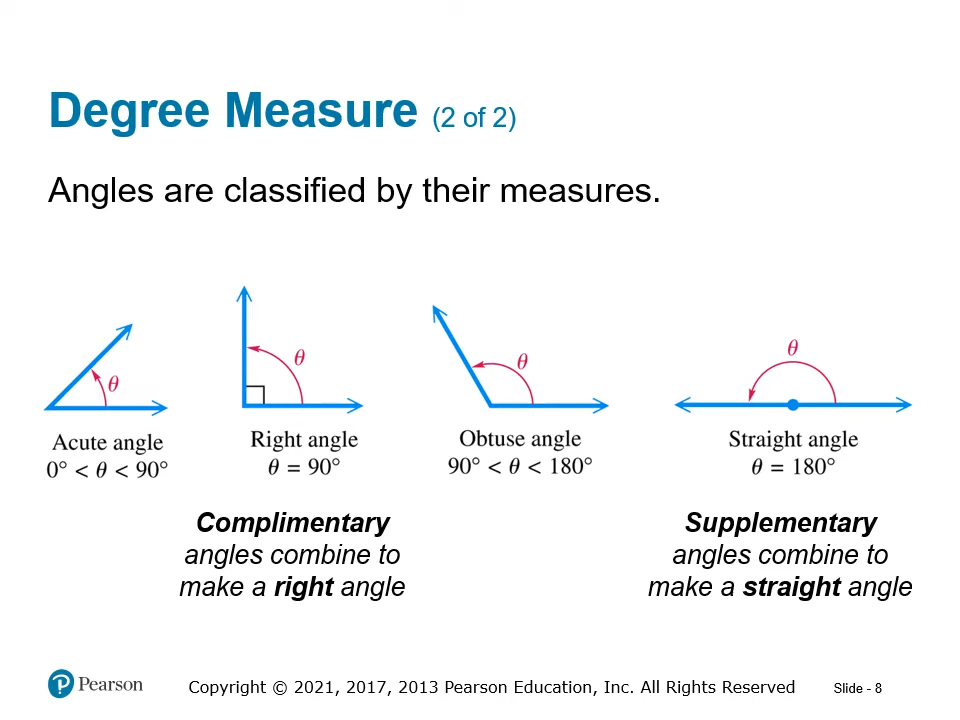 Degree Measure (2 of 2)
Angles are classified by their measures.
θ
θ
θ
θ
Acute angle
0° < θ < 90°
Right angle
θ = 90°
Obtuse angle
90° < θ < 180°
Straight angle
θ = 180°
Complimentary
angles combine to
make a right angle
Supplementary
angles combine to
make a straight angle
P Pearson
Copyright © 2021, 2017, 2013 Pearson Education, Inc. All Rights Reserved
Slide - 8